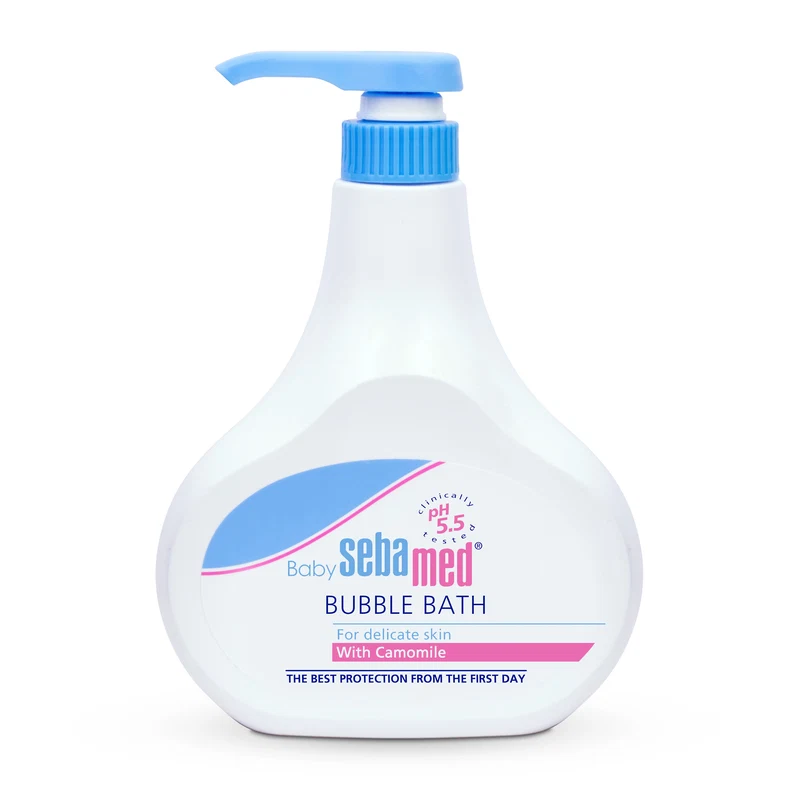 clinically
pH
5.5
tested
Baby sebamed®
BUBBLE BATH
For delicate skin
With Camomile
THE BEST PROTECTION FROM THE FIRST DAY